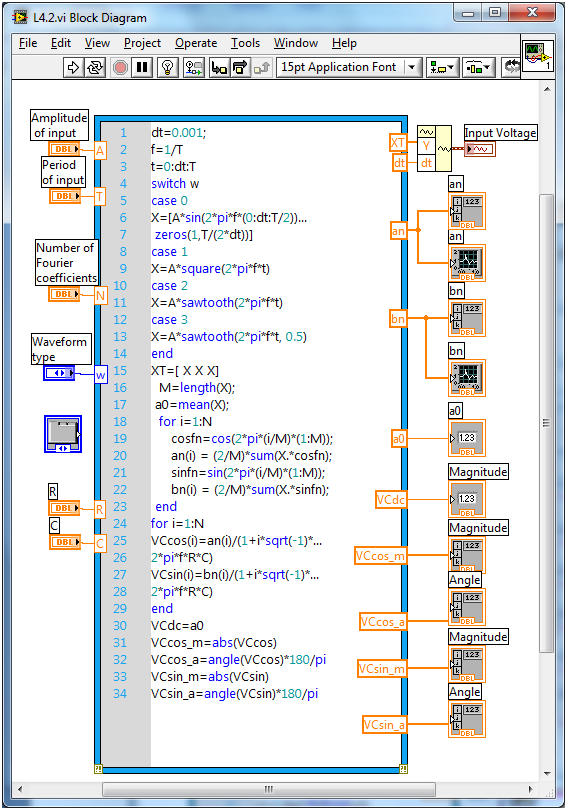 L4.2.vi Block Diagram
File Edit View Project Operate Tools Window Help
15pt Application Font
1
Amplitude
of input
DBL
A
Period
of input
DBL
T
Number of
Fourier
coefficients
DBL
N
Waveform
type
w
R
DBL
R
C
DBL
C
1 dt=0.001;
2 f=1/T
3 t=0:dt:T
4 switch w
5 case 0
6 X=[A*sin(2*pi*f*(0:dt:T/2))...
7 zeros(1,T/(2*dt))]
8 case 1
9 X=A*square(2*pi*f*t)
10 case 2
11 X=A*sawtooth(2*pi*f*t)
12 case 3
13 X=A*sawtooth(2*pi*f*t, 0.5)
14 end
15 XT=[ X X X]
16 M=length(X);
17 a0=mean(X);
18 for i=1:N
19 cosfn=cos(2*pi*(i/M)*(1:M));
20 an(i) = (2/M)*sum(X.*cosfn);
21 sinfn=sin(2*pi*(i/M)*(1:M));
22 bn(i) = (2/M)*sum(X.*sinfn);
23 end
24 for i=1:N
25 VCcos(i)=an(i)/(1+i*sqrt(-1)*...
26 2*pi*f*R*C)
27 VCsin(i)=bn(i)/(1+i*sqrt(-1)*...
28 2*pi*f*R*C)
29 end
30 VCdc=a0
31 VCcos_m=abs(VCcos)
32 VCcos_a=angle(VCcos)*180/pi
33 VCsin_m=abs(VCsin)
34 VCsin_a=angle(VCsin)*180/pi
XT
Y
dt
dt
Input Voltage
an
an
123
DBL
an
DBL
bn
bn
123
DBL
bn
DBL
a0
a0
1.23
DBL
Magnitude
VCdc
1.23
DBL
Magnitude
VCcos_m
123
DBL
Angle
VCcos_a
123
DBL
Magnitude
VCsin_m
123
DBL
Angle
VCsin_a
123
DBL